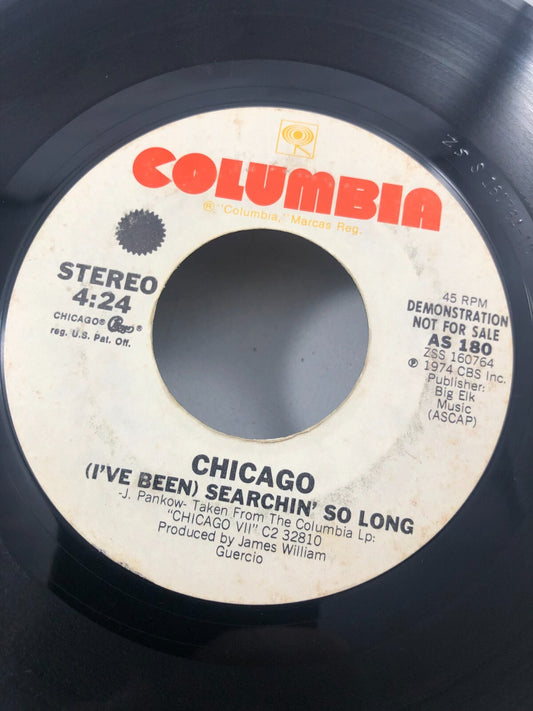 COLUMBIA
®, "Columbia," Marcas Reg.
STEREO
4:24
CHICAGO® Chicago®
reg. U.S. Pat. Off.
45 RPM
DEMONSTRATION
NOT FOR SALE
AS 180
ZSS 160764
℗ 1974 CBS Inc.
Publisher:
Big Elk
Music
(ASCAP)
CHICAGO
(I'VE BEEN) SEARCHIN' SO LONG
-J. Pankow- Taken From The Columbia Lp:
"CHICAGO VII" C2 32810
Produced by James William
Guercio